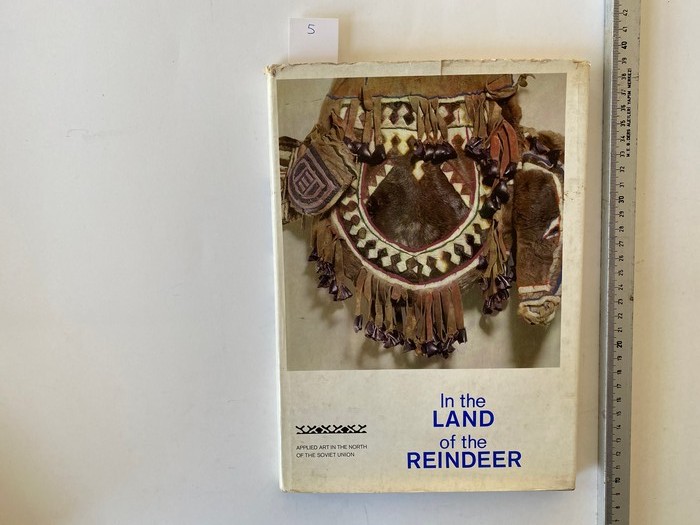 5
In the
LAND
of the
REINDEER
APPLIED ART IN THE NORTH
OF THE SOVIET UNION